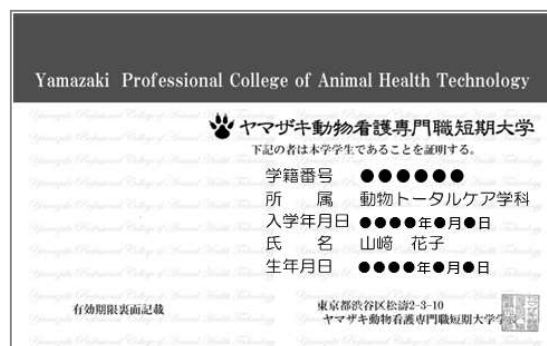 Yamazaki Professional College of Animal Health Technology
ヤマザキ動物看護専門職短期大学
下記の者は本学学生であることを証明する。
学籍番号 ●●●●●●
所 属 動物トータルケア学科
入学年月日 ●●●●年●月●日
氏 名 山﨑 花子
生年月日 ●●●●年●月●日
有効期限裏面記載
東京都渋谷区松濤2-3-10
ヤマザキ動物看護専門職短期大学学